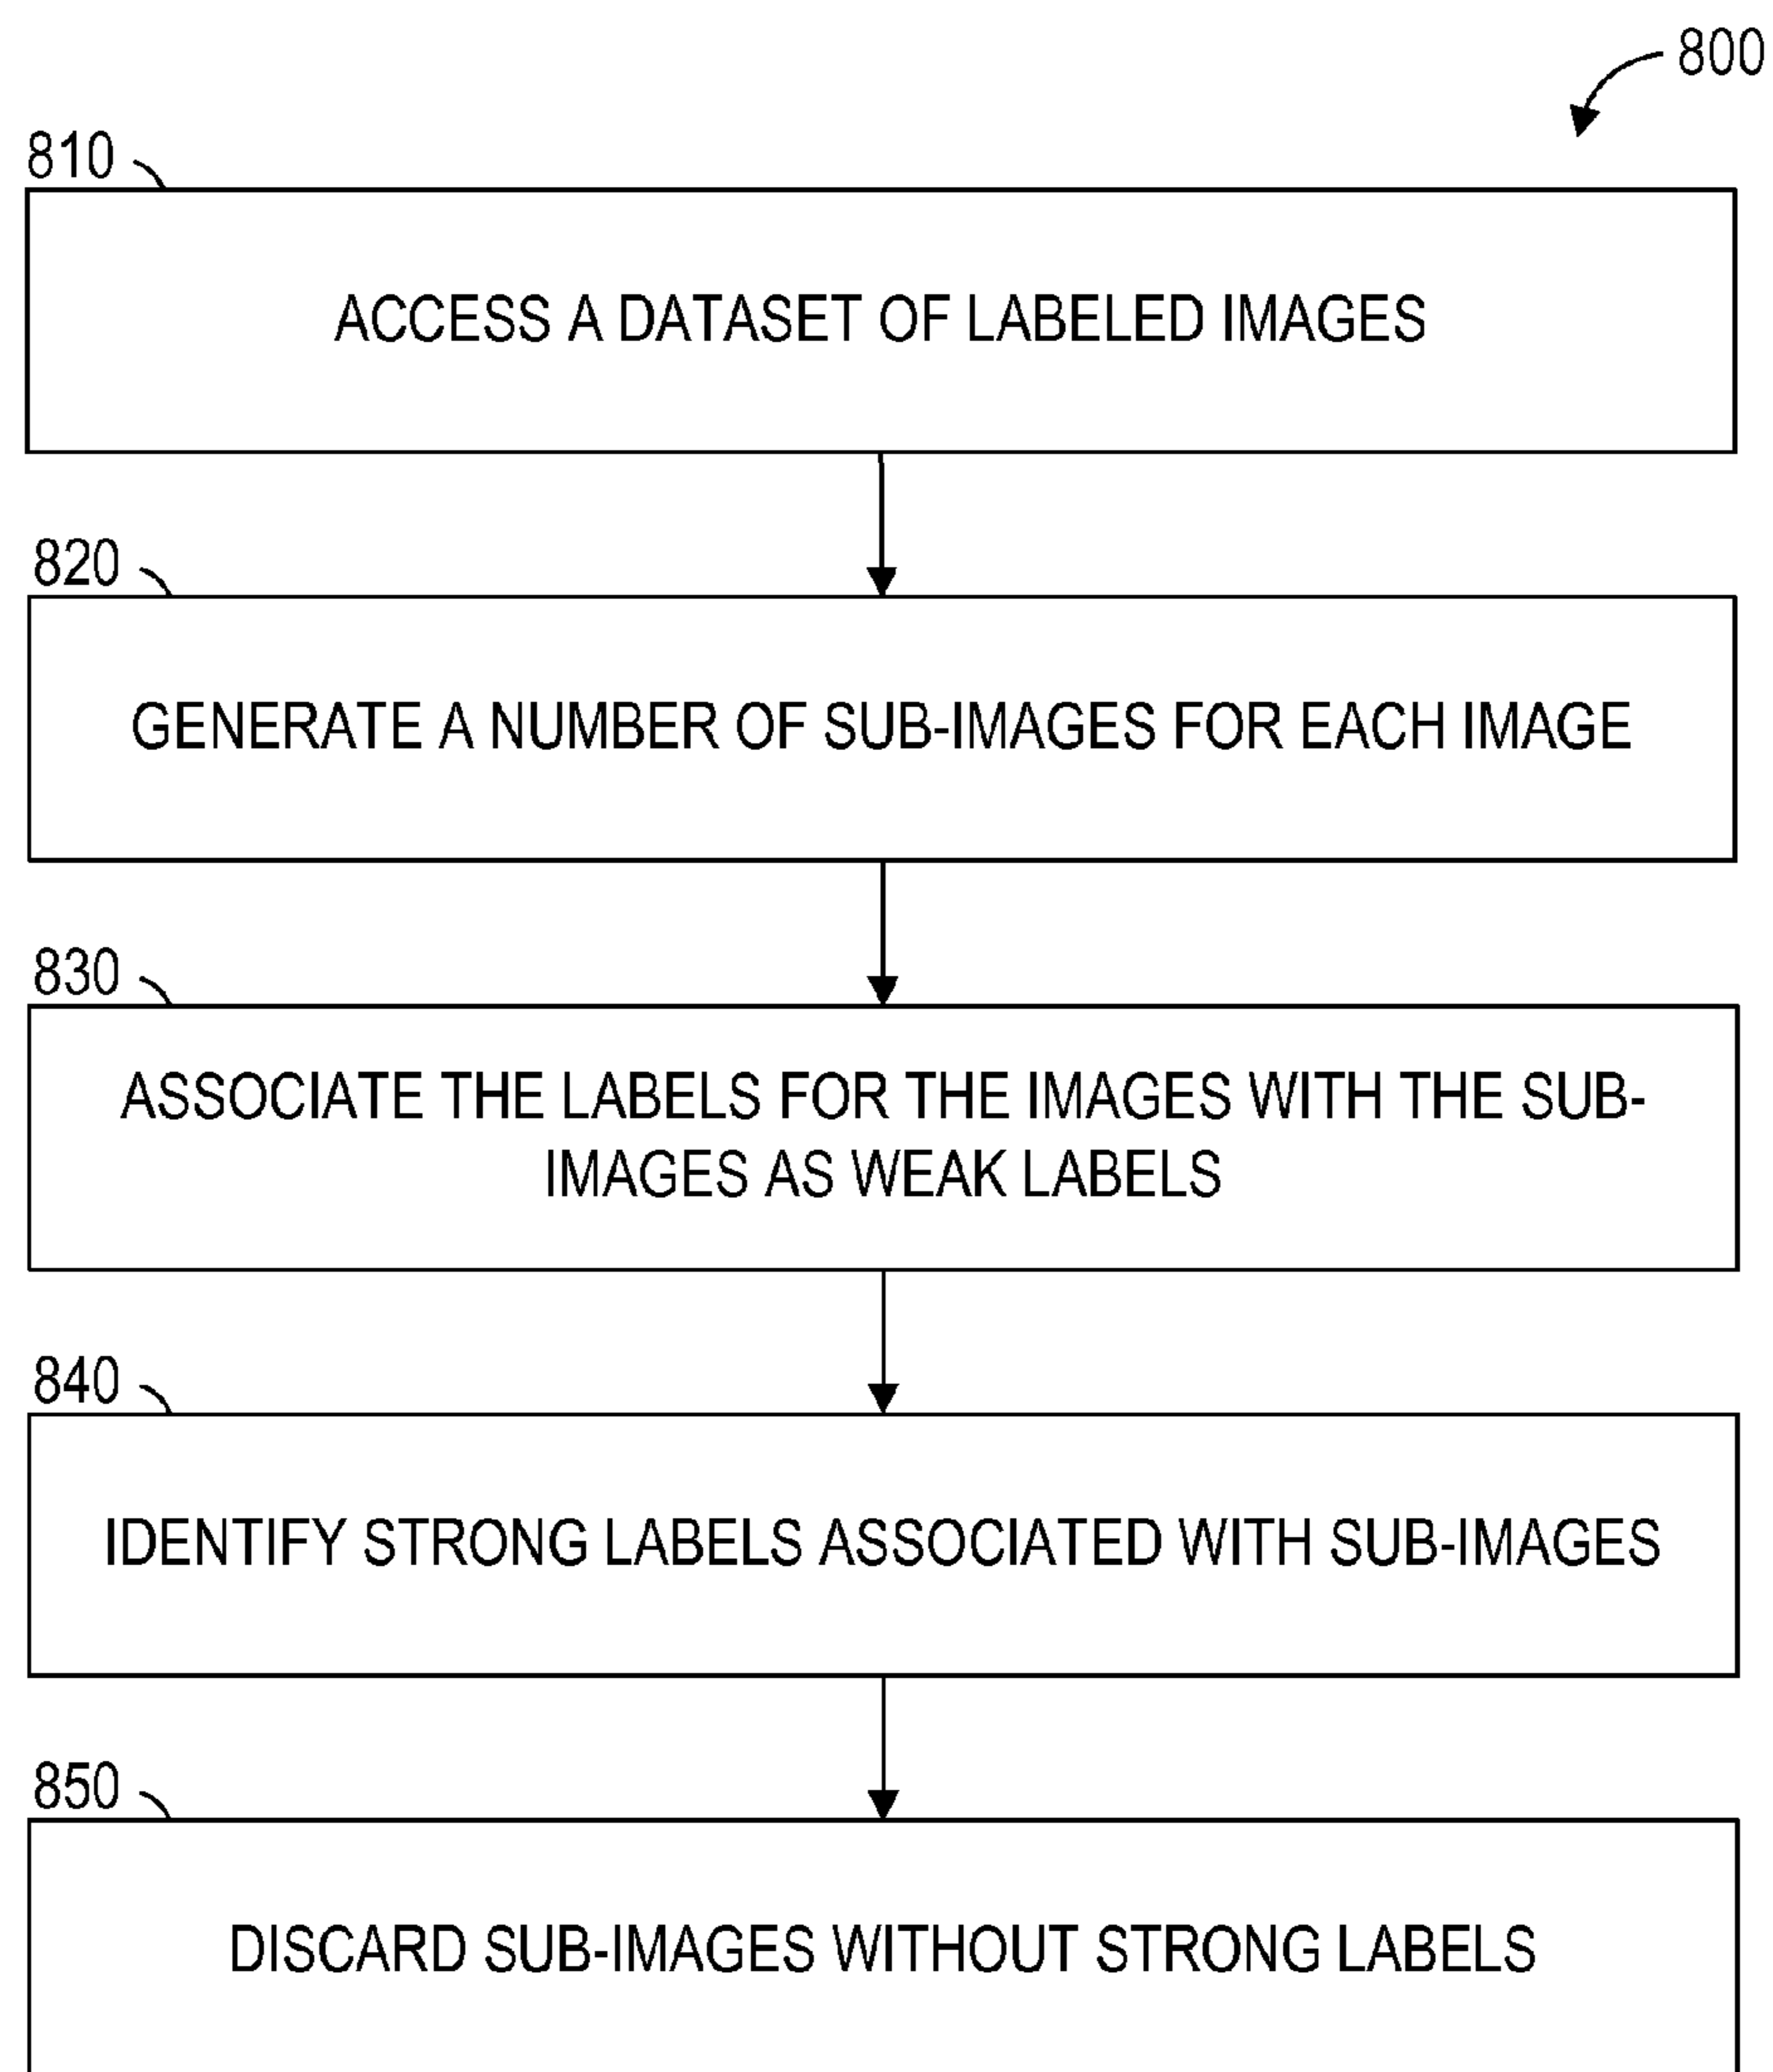 800
810
ACCESS A DATASET OF LABELED IMAGES
820
GENERATE A NUMBER OF SUB-IMAGES FOR EACH IMAGE
830
ASSOCIATE THE LABELS FOR THE IMAGES WITH THE SUB-
IMAGES AS WEAK LABELS
840
IDENTIFY STRONG LABELS ASSOCIATED WITH SUB-IMAGES
850
DISCARD SUB-IMAGES WITHOUT STRONG LABELS